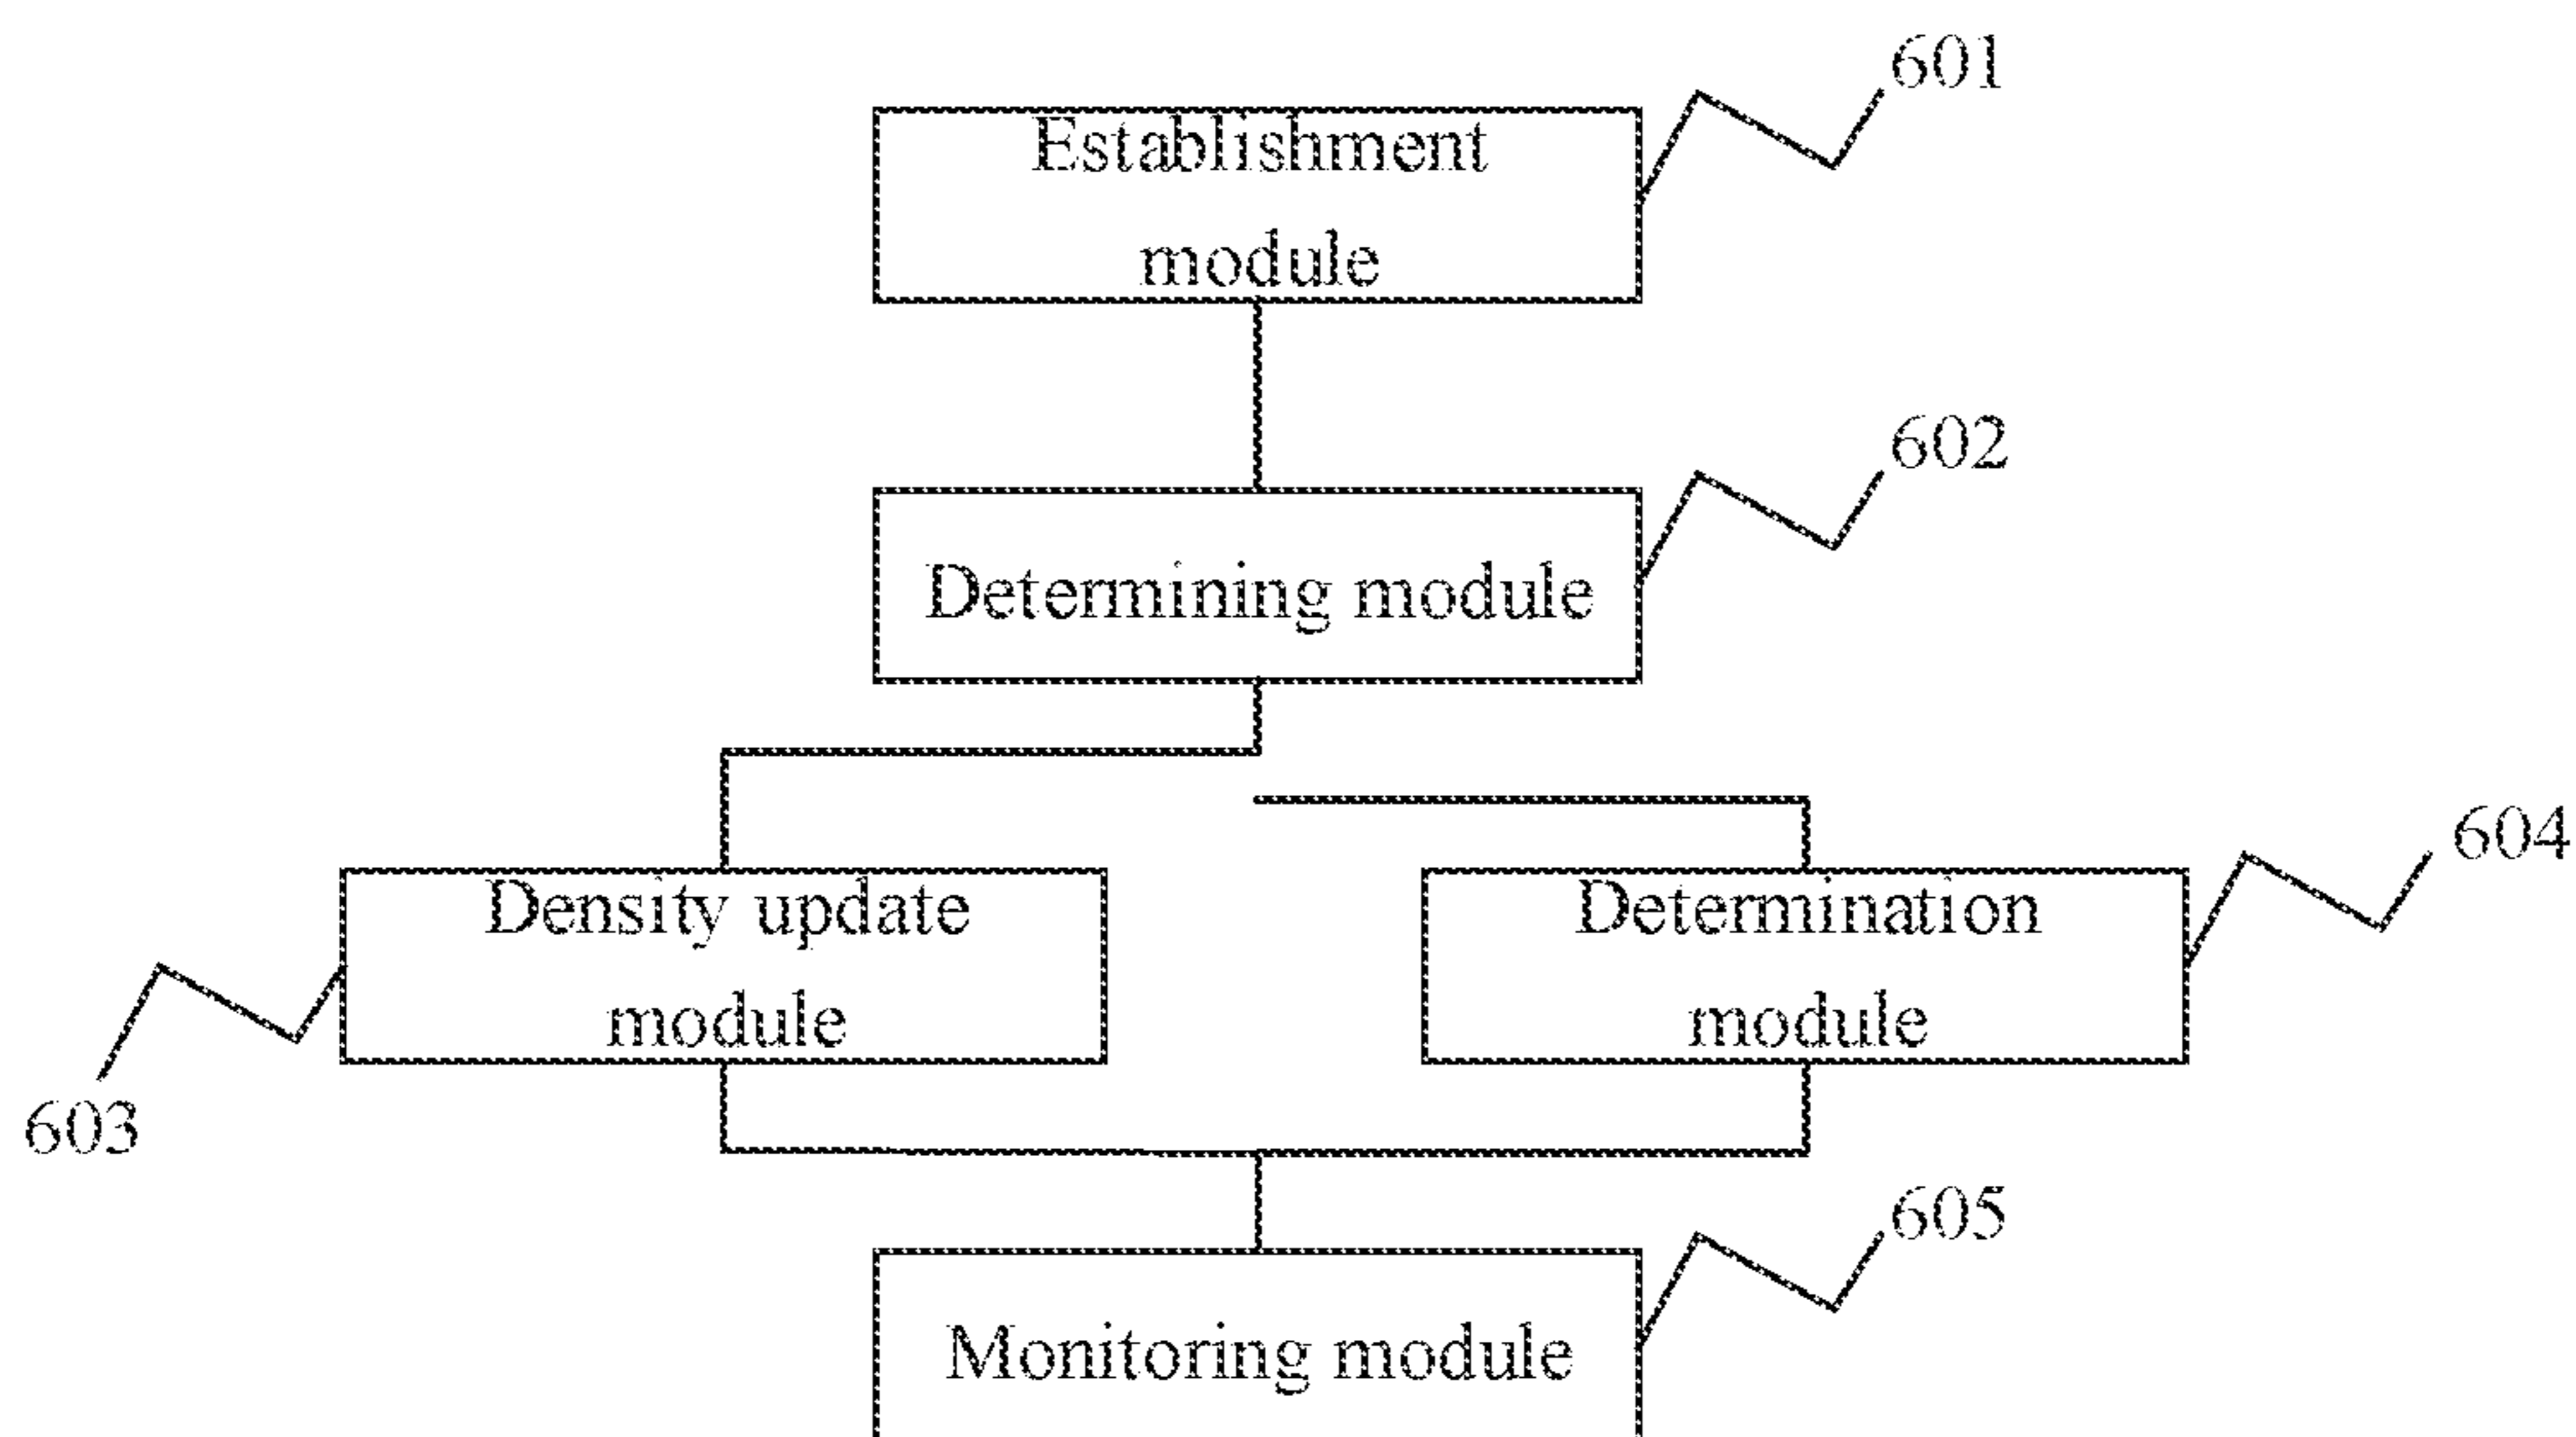 601
Establishment
module
602
Determining module
604
Density update
module
Determination
module
603
605
Monitoring module